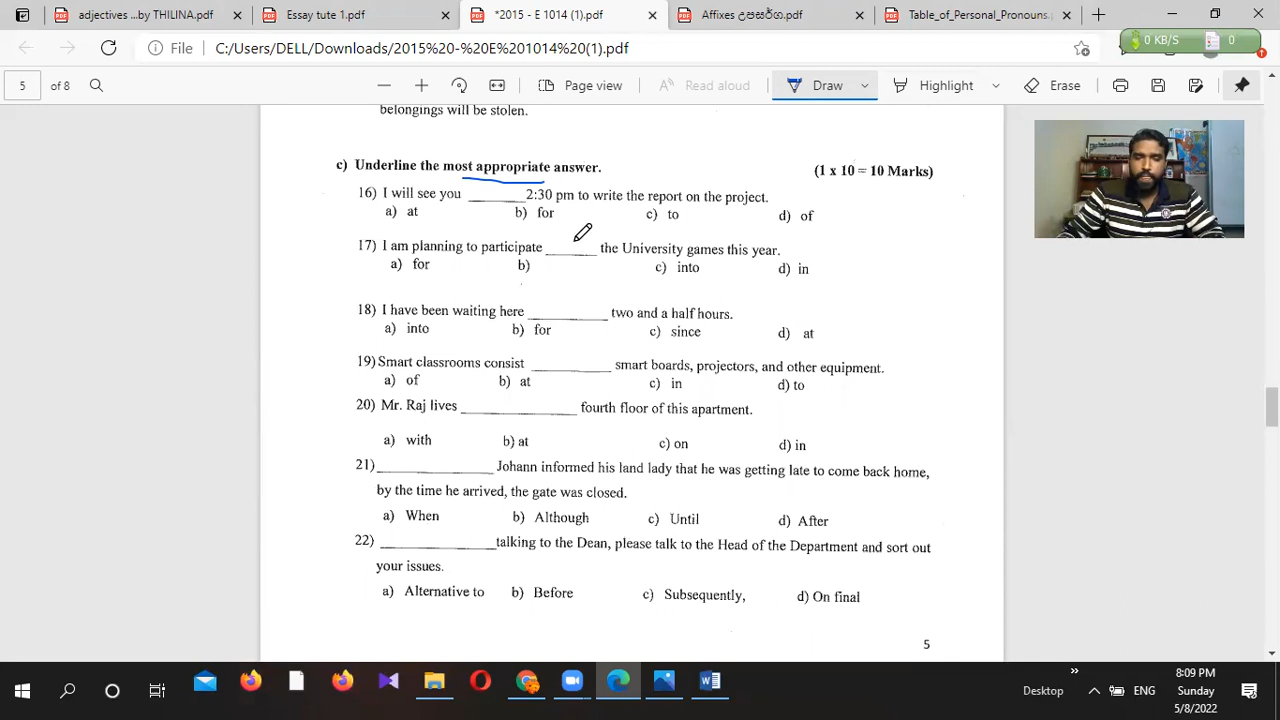 adjectives ...by THILINA.pdf
Essay tute 1.pdf
*2015 - E 1014 (1).pdf
Table_of_Personal_Pronouns.
0 KB/S
0
File
C:/Users/DELL/Downloads/2015%20-%20E%201014%20(1).pdf
5 of 8
Page view
Read aloud
Draw
Highlight
Erase
belongings will be stolen.
c) Underline the most appropriate answer. (1 x 10 = 10 Marks)
16) I will see you ______ 2:30 pm to write the report on the project.
a) at b) for c) to d) of
17) I am planning to participate ______ the University games this year.
a) for b) c) into d) in
18) I have been waiting here _________ two and a half hours.
a) into b) for c) since d) at
19) Smart classrooms consist _________ smart boards, projectors, and other equipment.
a) of b) at c) in d) to
20) Mr. Raj lives _____________ fourth floor of this apartment.
a) with b) at c) on d) in
21) _____________ Johann informed his land lady that he was getting late to come back home,
by the time he arrived, the gate was closed.
a) When b) Although c) Until d) After
22) _____________ talking to the Dean, please talk to the Head of the Department and sort out
your issues.
a) Alternative to b) Before c) Subsequently, d) On final
5
Desktop
ENG
8:09 PM
Sunday
5/8/2022